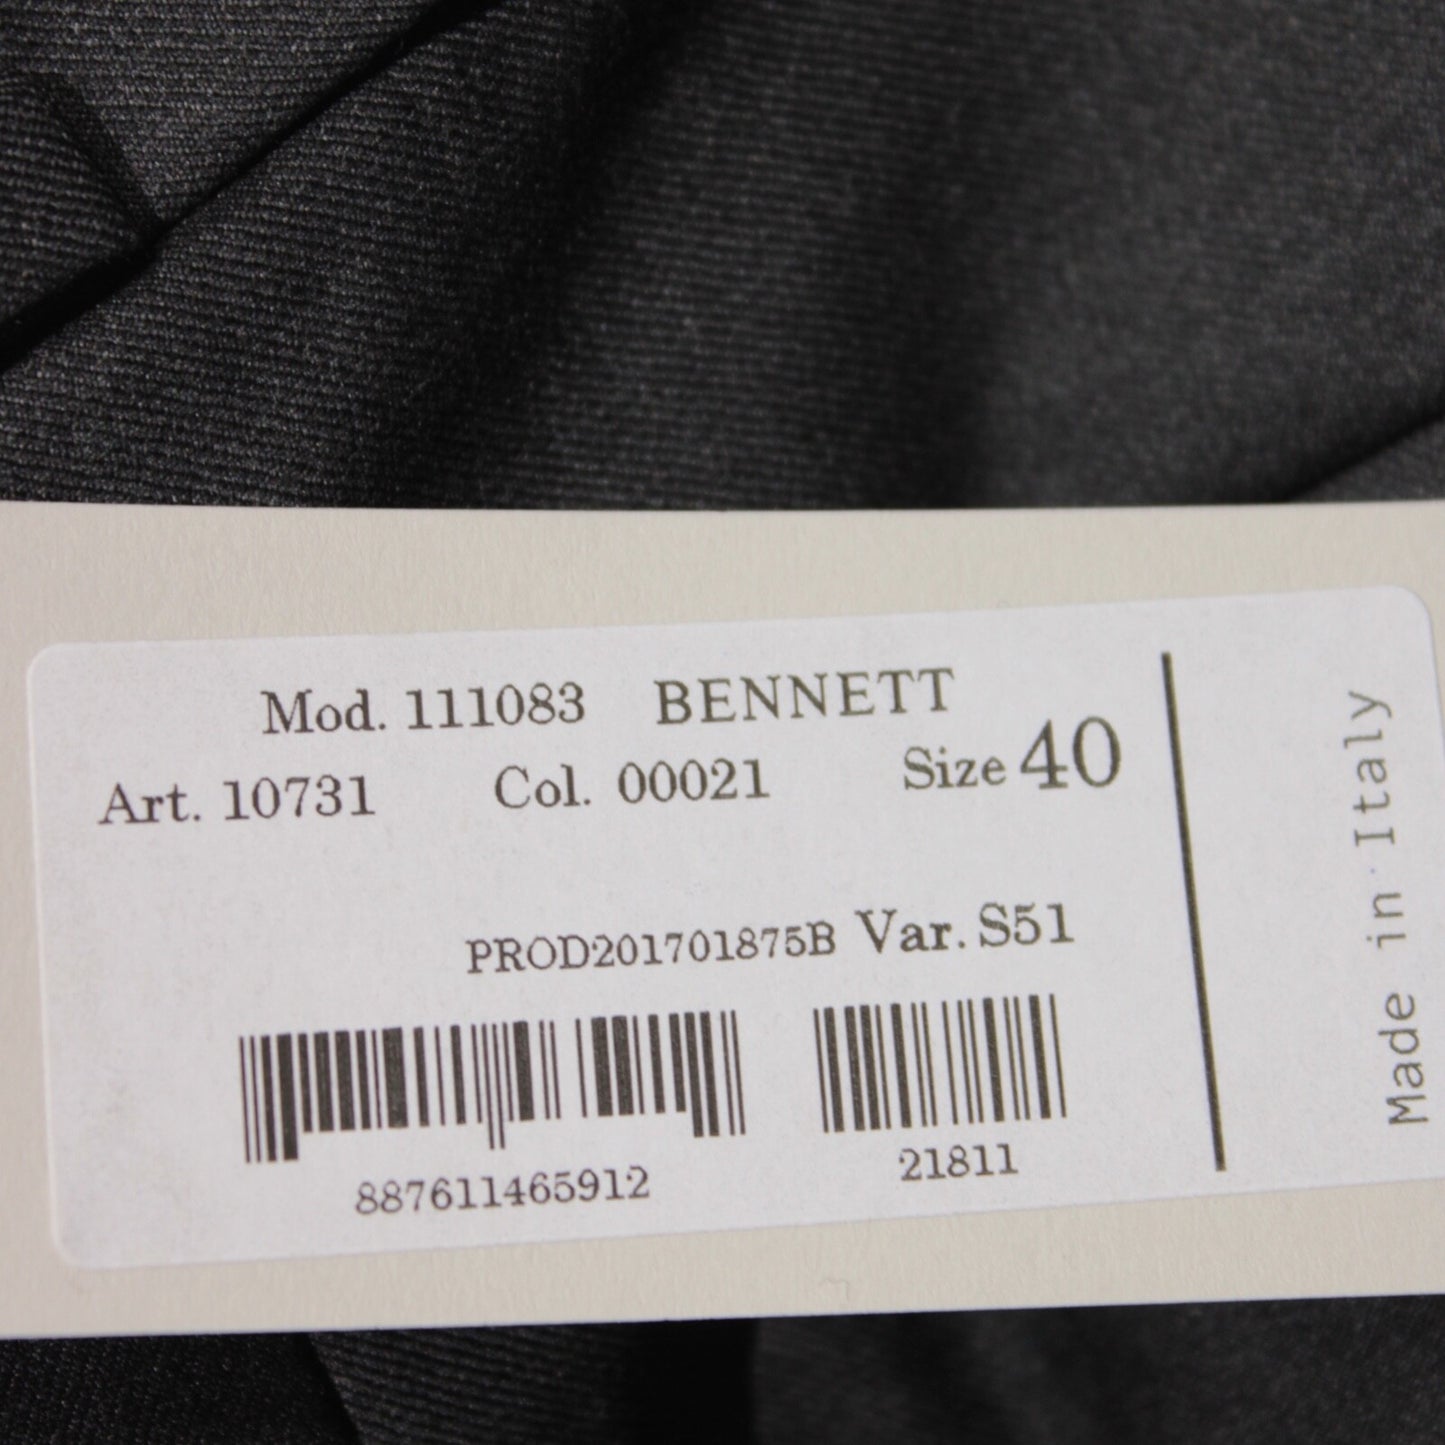 Mod. 111083 BENNETT
Art. 10731 Col. 00021 Size 40
PROD201701875B Var. S51
887611465912 21811
Made in Italy